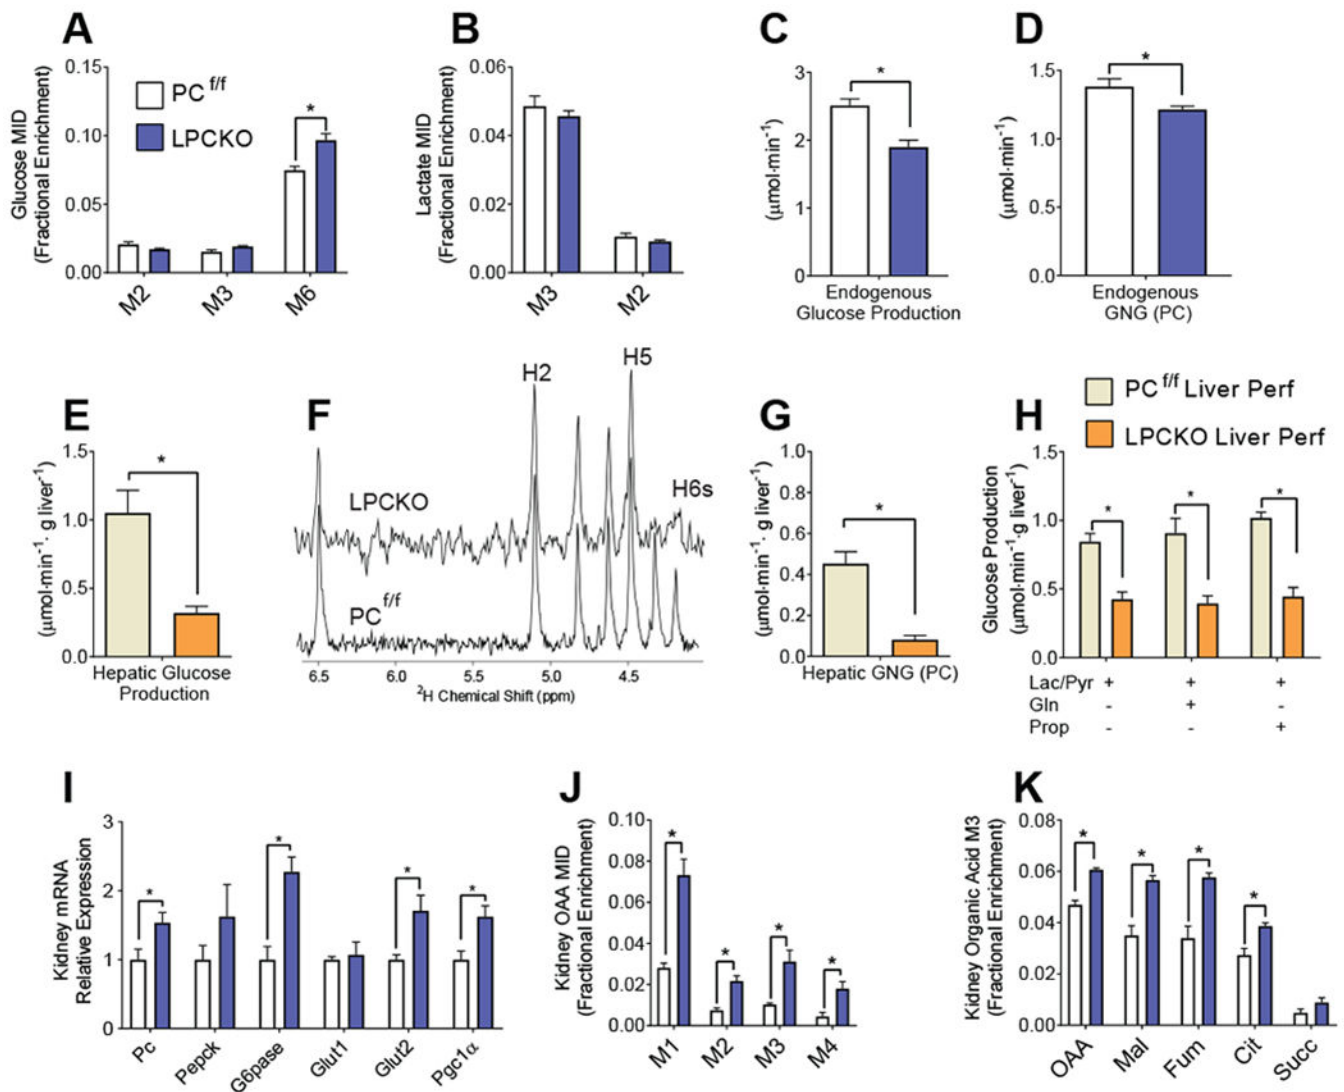 A
Glucose MID
(Fractional Enrichment)
0.15
0.10
0.05
0.00
PC f/f
LPCKO
*
M2
M3
M6
B
Lactate MID
(Fractional Enrichment)
0.06
0.04
0.02
0.00
M3
M2
C
(μmol·min⁻¹)
3
2
1
0
*
Endogenous
Glucose Production
D
(μmol·min⁻¹)
1.5
1.0
0.5
0.0
*
Endogenous
GNG (PC)
E
(μmol·min⁻¹· g liver⁻¹)
1.5
1.0
0.5
0.0
*
Hepatic Glucose
Production
F
H2
H5
H6s
LPCKO
PC f/f
6.5 6.0 5.5 5.0 4.5
²H Chemical Shift (ppm)
G
(μmol·min⁻¹· g liver⁻¹)
1.0
0.8
0.6
0.4
0.2
0.0
*
Hepatic GNG (PC)
PC f/f Liver Perf
LPCKO Liver Perf
H
Glucose Production
(μmol·min⁻¹·g liver⁻¹)
1.5
1.0
0.5
0.0
* * *
Lac/Pyr + + +
Gln - + -
Prop - - +
I
Kidney mRNA
Relative Expression
3
2
1
0
* * * *
Pc
Pepck
G6pase
Glut1
Glut2
Pgc1α
J
Kidney OAA MID
(Fractional Enrichment)
0.10
0.08
0.06
0.04
0.02
0.00
* * * *
M1
M2
M3
M4
K
Kidney Organic Acid M3
(Fractional Enrichment)
0.08
0.06
0.04
0.02
0.00
* * * *
OAA
Mal
Fum
Cit
Succ